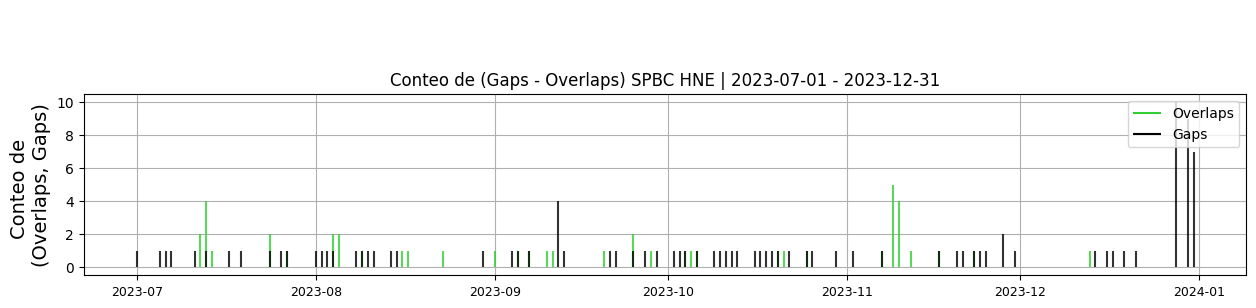 Conteo de (Gaps - Overlaps) SPBC HNE | 2023-07-01 - 2023-12-31
Conteo de
(Overlaps, Gaps)
10
8
6
4
2
0
Overlaps
Gaps
2023-07
2023-08
2023-09
2023-10
2023-11
2023-12
2024-01